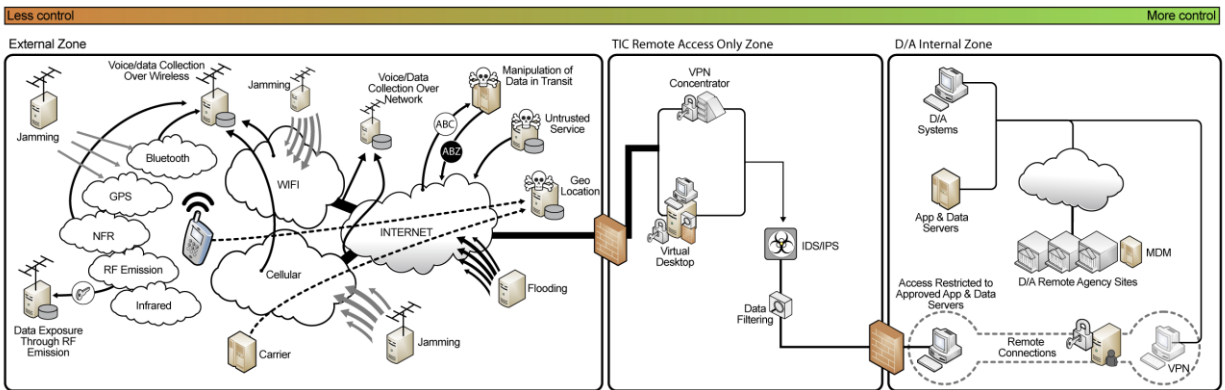 Less control
More control
External Zone
TIC Remote Access Only Zone
D/A Internal Zone
Voice/data Collection
Over Wireless
Jamming
Voice/Data
Collection Over
Network
Manipulation of
Data in Transit
Jamming
ABC
ABZ
Untrusted
Service
Bluetooth
WIFI
GPS
Geo
Location
NFR
INTERNET
RF Emission
Cellular
Infrared
Flooding
Data Exposure
Through RF
Emission
Carrier
Jamming
VPN
Concentrator
Virtual
Desktop
IDS/IPS
Data
Filtering
D/A
Systems
App & Data
Servers
MDM
D/A Remote Agency Sites
Access Restricted to
Approved App & Data
Servers
Remote
Connections
VPN